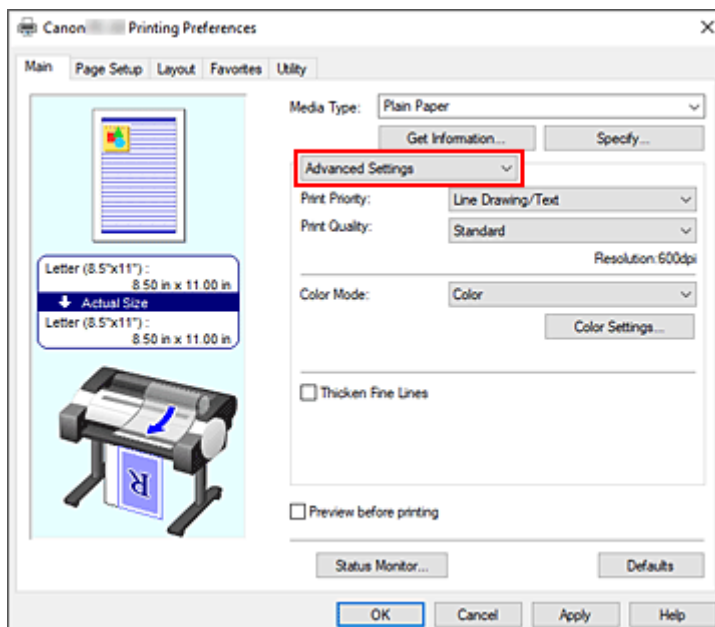 Canon Printing Preferences
Main Page Setup Layout Favorites Utility
Media Type: Plain Paper
Get Information... Specify...
Advanced Settings
Print Priority: Line Drawing/Text
Print Quality: Standard
Resolution:600dpi
Letter (8.5"x11") :
8.50 in x 11.00 in
Actual Size
Letter (8.5"x11") :
8.50 in x 11.00 in
Color Mode: Color
Color Settings...
Thicken Fine Lines
R
Preview before printing
Status Monitor... Defaults
OK Cancel Apply Help